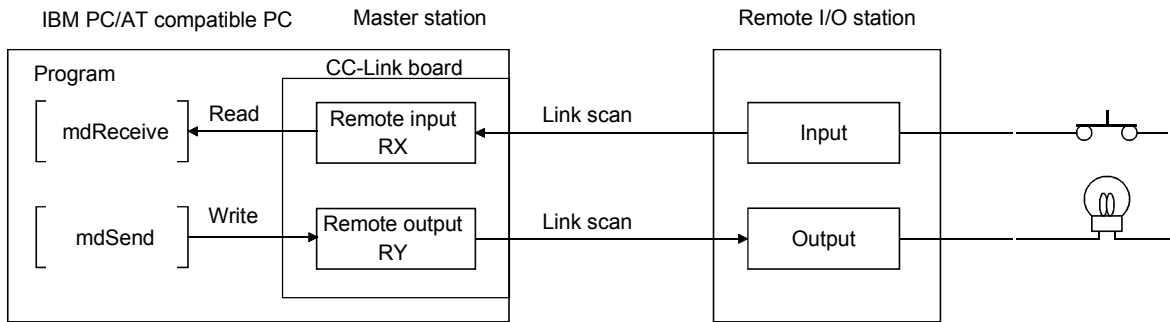 IBM PC/AT compatible PC
Master station
Remote I/O station
CC-Link board
Program
mdReceive
Read
Remote input
RX
Link scan
Input
mdSend
Write
Remote output
RY
Link scan
Output